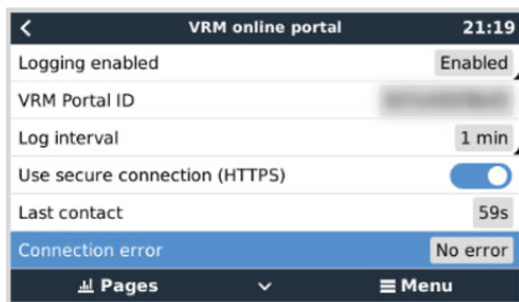 VRM online portal 21:19
Logging enabled Enabled
VRM Portal ID
Log interval 1 min
Use secure connection (HTTPS)
Last contact 59s
Connection error No error
Pages Menu